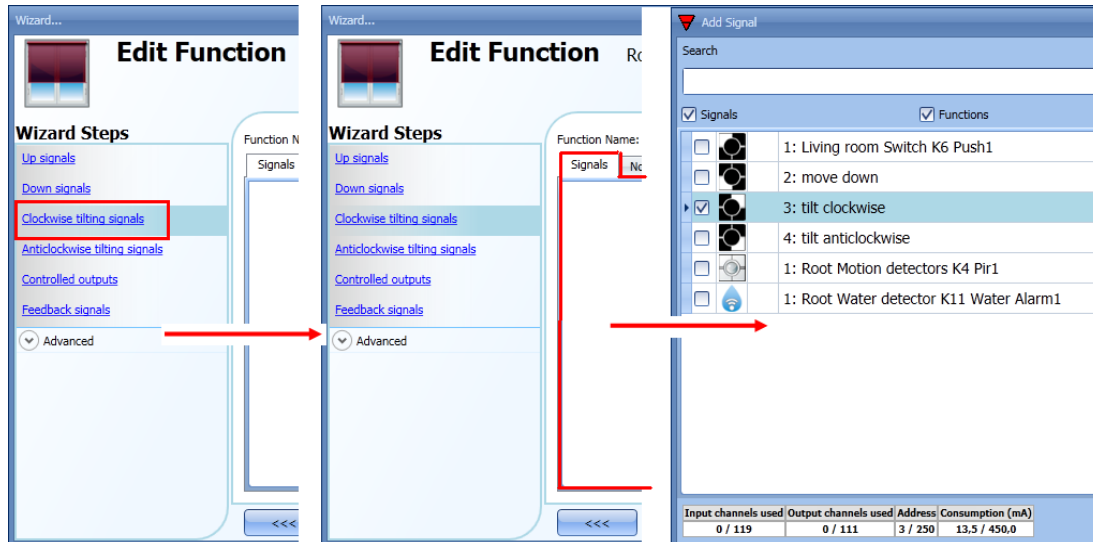 Wizard...
Edit Function
Wizard Steps
Up signals
Down signals
Clockwise tilting signals
Anticlockwise tilting signals
Controlled outputs
Feedback signals
Advanced
Function N
Signals
<<<
Wizard...
Edit Function
Ro
Wizard Steps
Up signals
Down signals
Clockwise tilting signals
Anticlockwise tilting signals
Controlled outputs
Feedback signals
Advanced
Function Name:
Signals
No
<<<
Add Signal
Search
Signals
Functions
1: Living room Switch K6 Push1
2: move down
3: tilt clockwise
4: tilt anticlockwise
1: Root Motion detectors K4 Pir1
1: Root Water detector K11 Water Alarm1
Input channels used Output channels used Address Consumption (mA)
0 / 119 0 / 111 3 / 250 13,5 / 450,0